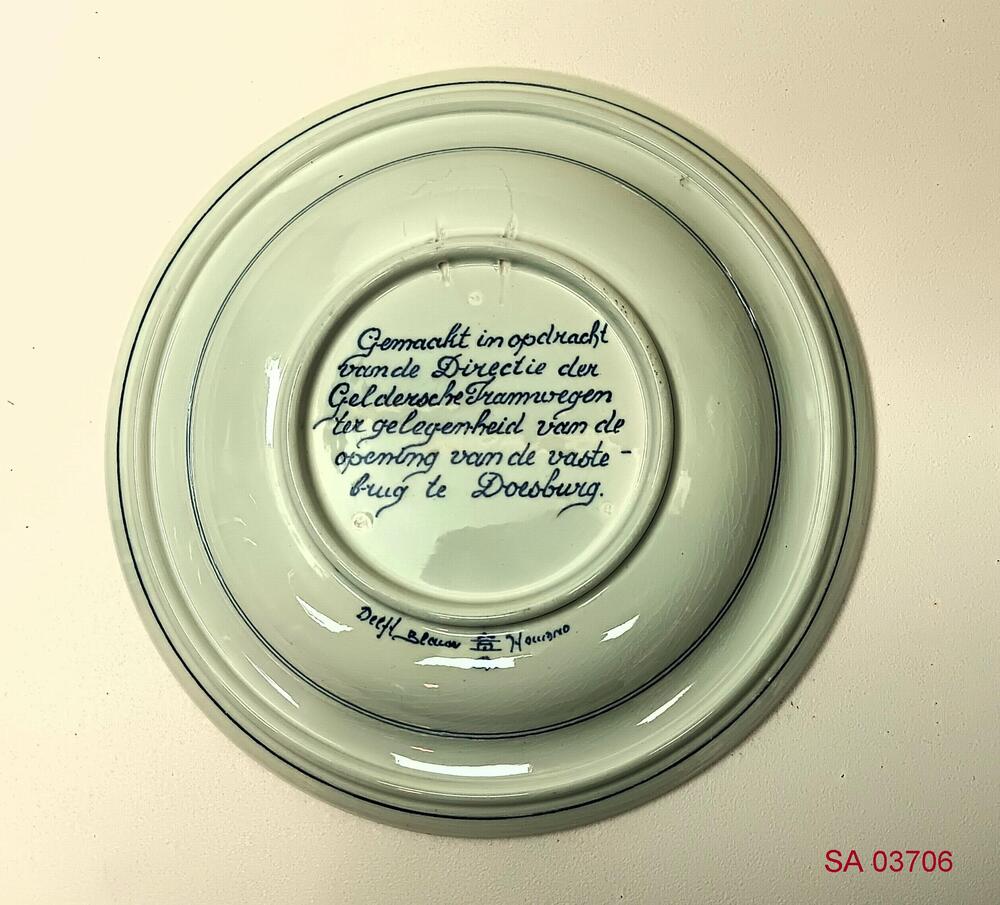 Gemaakt in opdracht
van de Directie der
Geldersche Tramwegen
ter gelegenheid van de
opening van de vaste-
brug te Doesburg.
Delft Blauw Holland
SA 03706